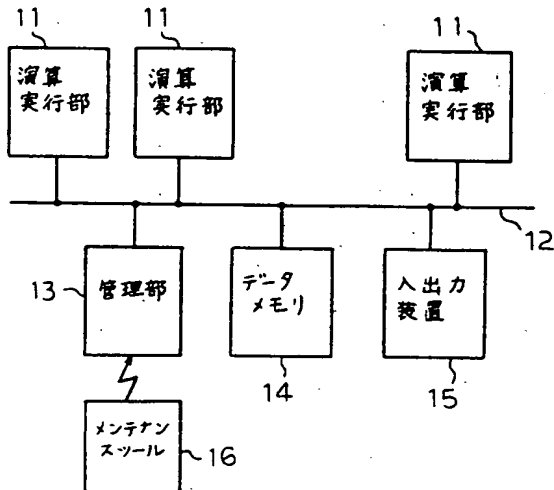 11
11
11
演算
実行部
演算
実行部
演算
実行部
12
13
管理部
データ
メモリ
入出力
装置
14
15
メンテナン
スツール
16